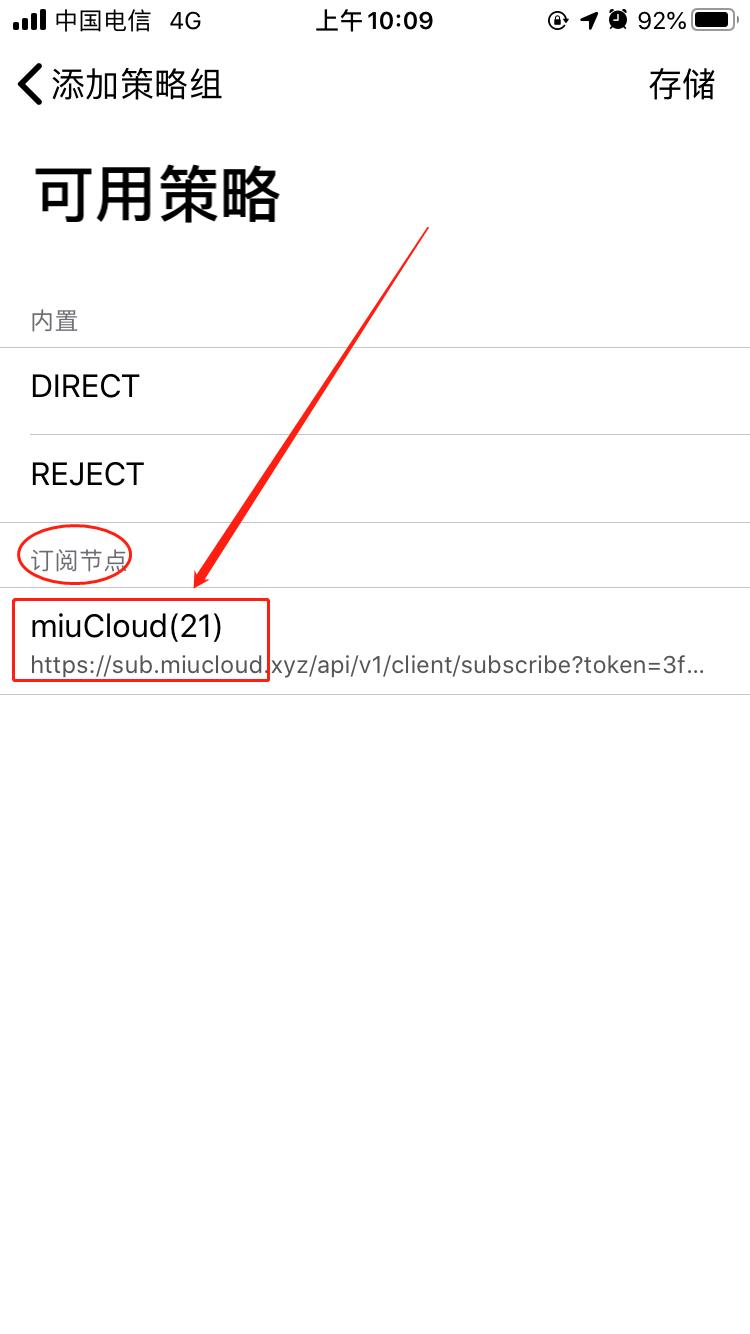 中国电信 4G 上午10:09 92%
添加策略组 存储
可用策略
内置
DIRECT
REJECT
订阅节点
miuCloud(21)
https://sub.miucloud.xyz/api/v1/client/subscribe?token=3f...